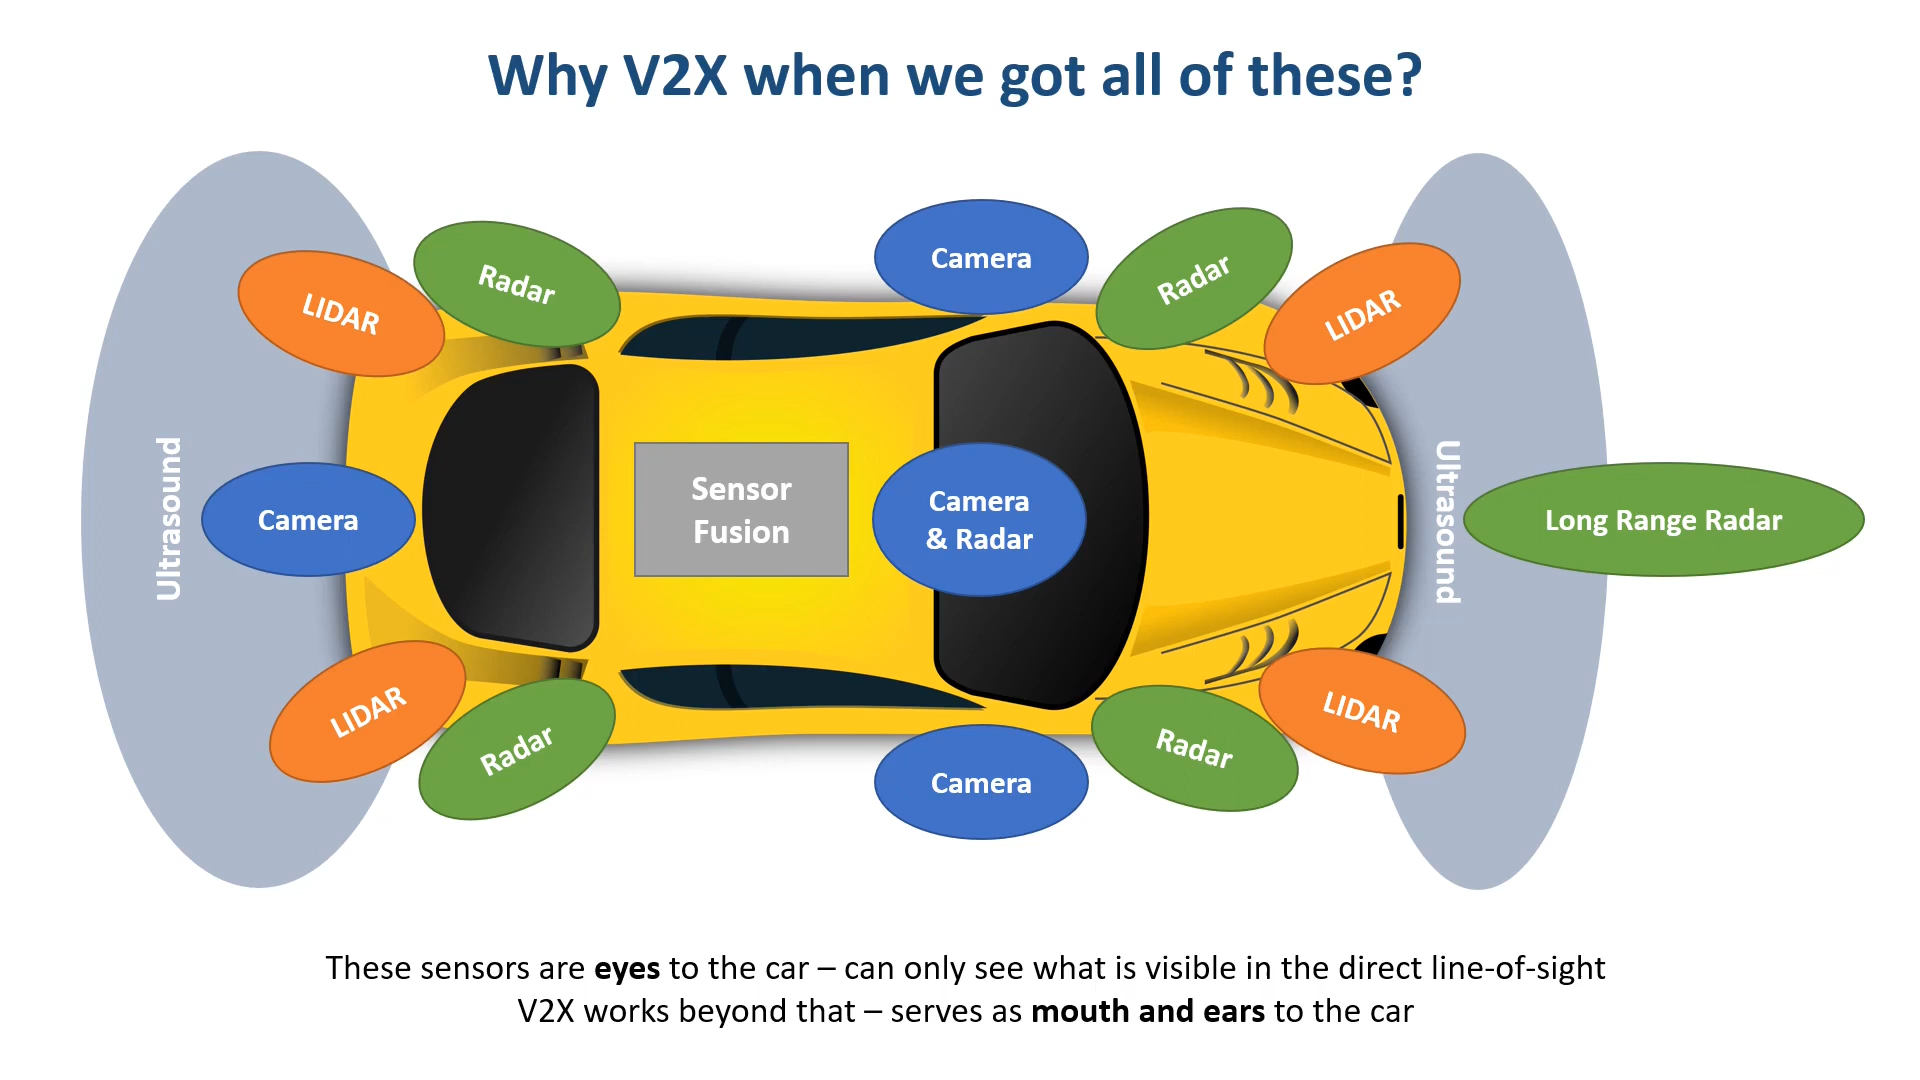 Why V2X when we got all of these?
Camera
Radar
Radar
LIDAR
LIDAR
Ultrasound
Camera
Sensor
Fusion
Camera
& Radar
Ultrasound
Long Range Radar
LIDAR
Radar
Camera
Radar
LIDAR
These sensors are eyes to the car – can only see what is visible in the direct line-of-sight
V2X works beyond that – serves as mouth and ears to the car